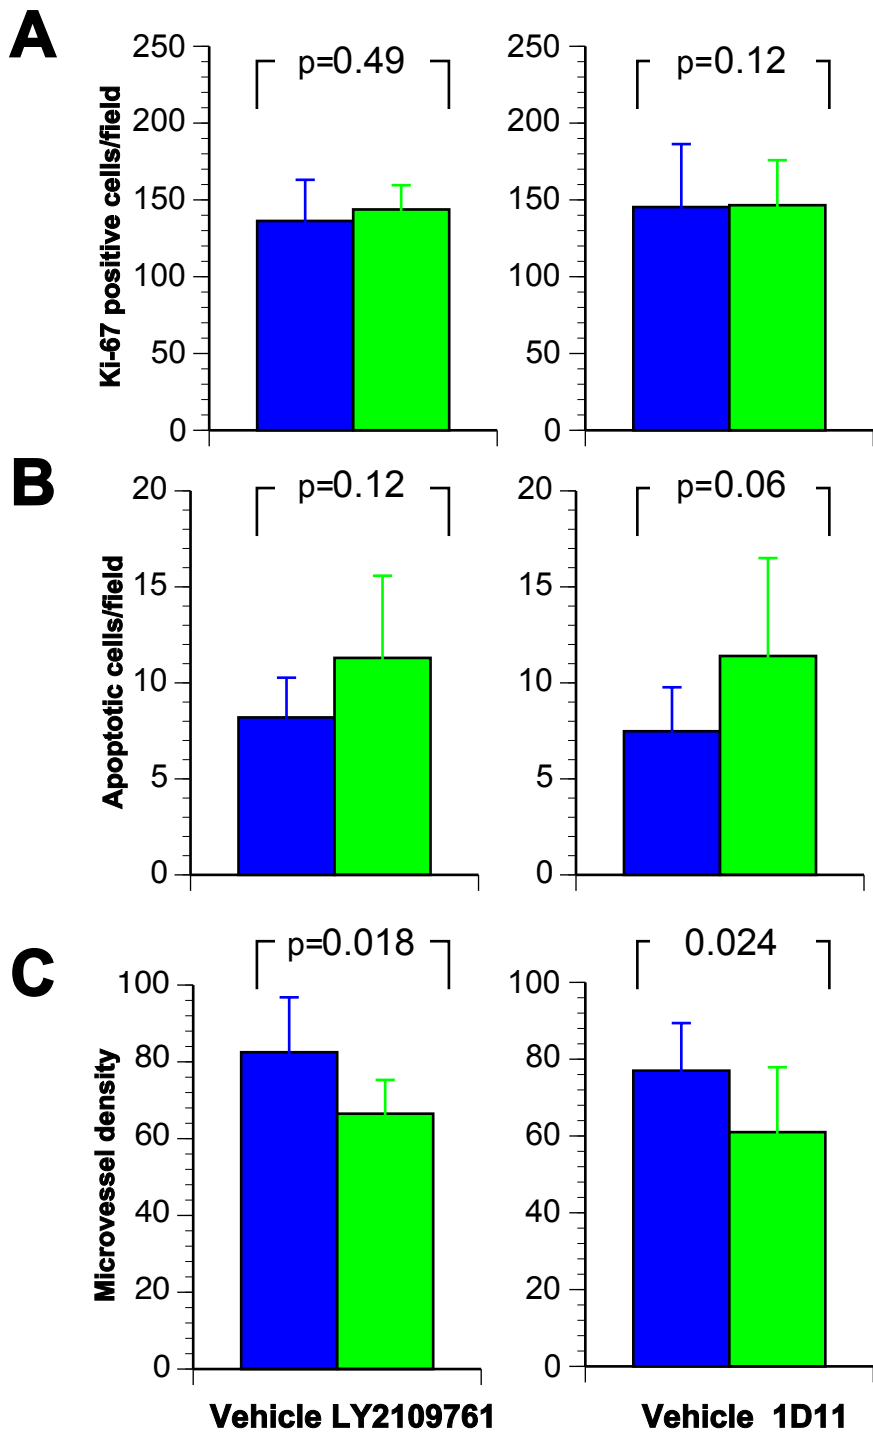 A
Ki-67 positive cells/field
250
200
150
100
50
0
p=0.49
250
200
150
100
50
0
p=0.12
B
Apoptotic cells/field
20
15
10
5
0
p=0.12
20
15
10
5
0
p=0.06
C
Microvessel density
100
80
60
40
20
0
p=0.018
100
80
60
40
20
0
0.024
Vehicle LY2109761
Vehicle 1D11